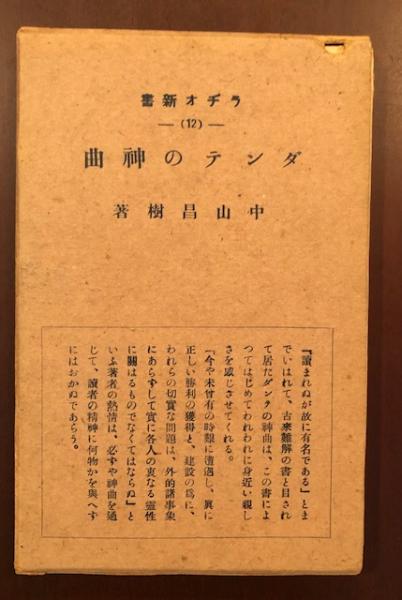 ラヂオ新書
—(12)—
ダンテの神曲
中山昌樹著
『讀まれぬが故に有名である』とま
でいはれて、古來難解の書と目され
て居たダンテの神曲は、この書によ
つてはじめてわれわれに身近い親し
さを感じさせてくれる。
『今や未曾有の時艱に遭遇し、眞に
正しい勝利の獲得と、建設の爲に、
われらの切實な問題は、外的諸事象
にあらずして實に各人の衷なる靈性
に關はるものでなくてはならぬ』と
いふ著者の熱情は、必ずや神曲を通
じて、讀者の精神に何物かを與へず
にはおかぬであらう。